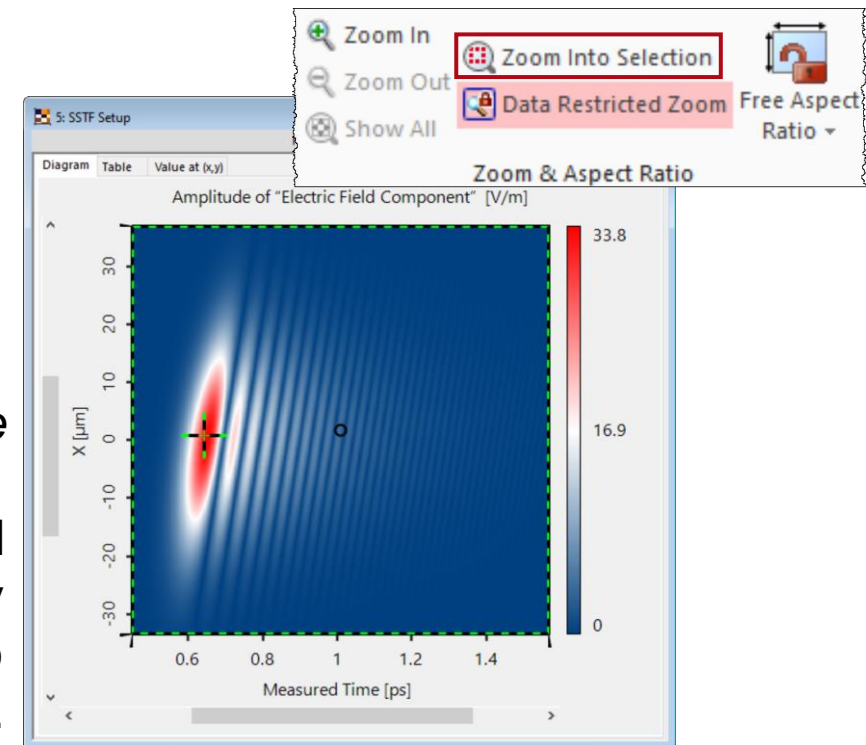 Zoom In
Zoom Out
Show All
Zoom Into Selection
Data Restricted Zoom
Free Aspect
Ratio
Zoom & Aspect Ratio
5: SSTF Setup
Diagram Table Value at (x,y)
Amplitude of "Electric Field Component" [V/m]
X [µm]
30
20
10
0
-10
-20
-30
0.6 0.8 1 1.2 1.4
Measured Time [ps]
33.8
16.9
0